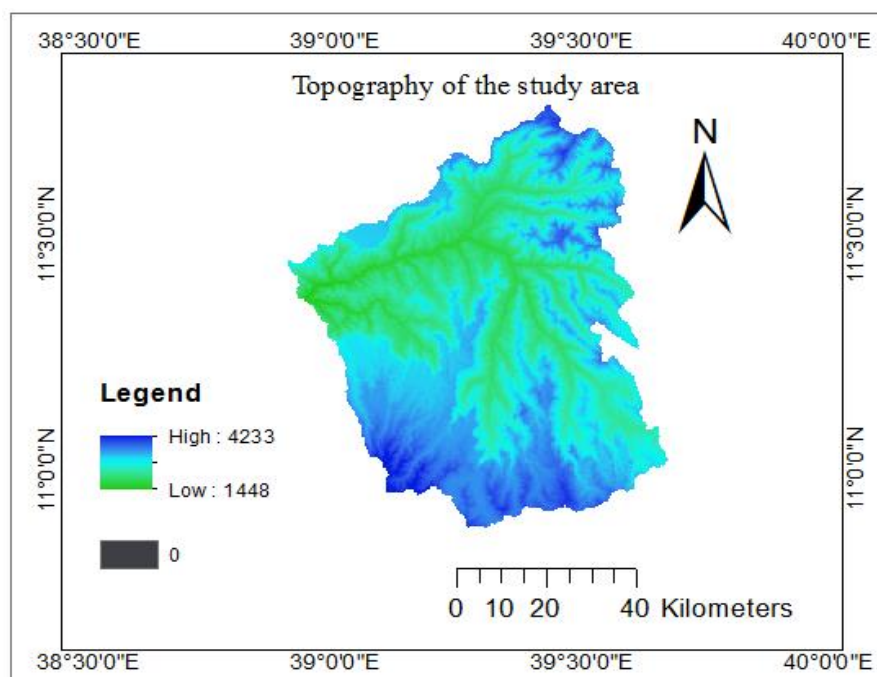 38°30'0"E 39°0'0"E 39°30'0"E 40°0'0"E
Topography of the study area
N
11°30'0"N 11°30'0"N
Legend
High : 4233
Low : 1448
11°0'0"N 11°0'0"N
0
0 10 20 40 Kilometers
38°30'0"E 39°0'0"E 39°30'0"E 40°0'0"E